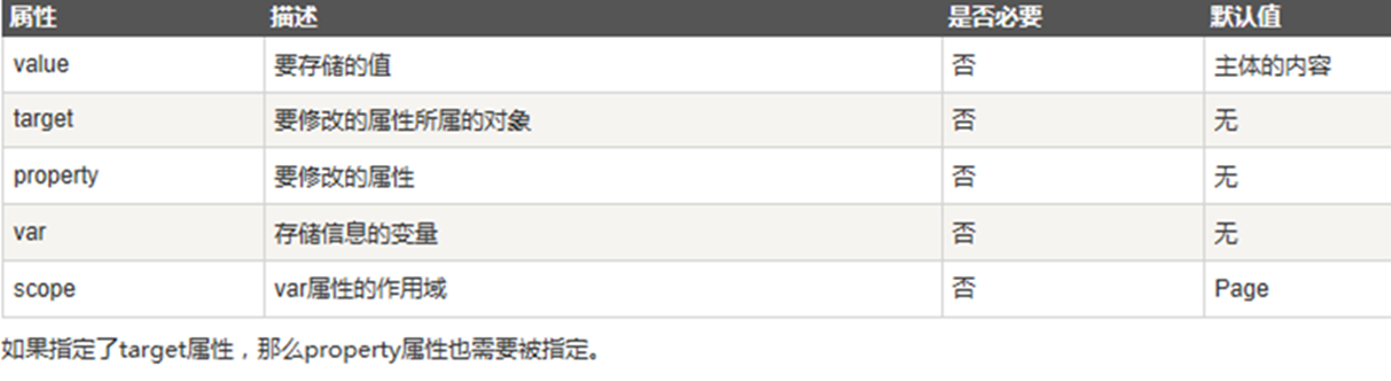 属性 描述 是否必要 默认值
value 要存储的值 否 主体的内容
target 要修改的属性所属的对象 否 无
property 要修改的属性 否 无
var 存储信息的变量 否 无
scope var属性的作用域 否 Page
如果指定了target属性，那么property属性也需要被指定。